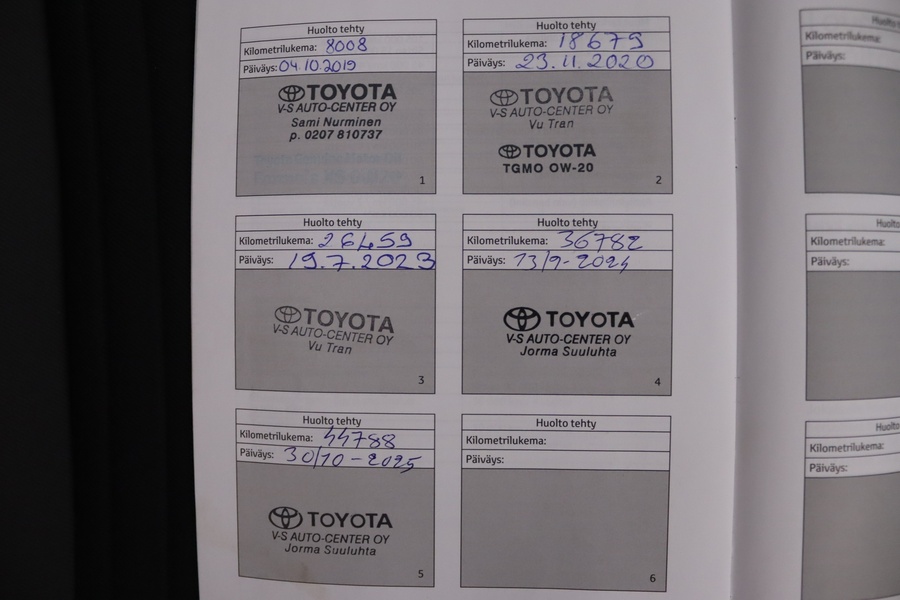 Huolto tehty
Kilometrilukema: 8008
Päiväys: 04.10.2019
TOYOTA
V-S AUTO-CENTER OY
Sami Nurminen
p. 0207 810737
1
Huolto tehty
Kilometrilukema: 18679
Päiväys: 23.11.2020
TOYOTA
V-S AUTO-CENTER OY
Vu Tran
TOYOTA
TGMO OW-20
2
Huolto tehty
Kilometrilukema: 26459
Päiväys: 19.7.2023
TOYOTA
V-S AUTO-CENTER OY
Vu Tran
3
Huolto tehty
Kilometrilukema: 36782
Päiväys: 13/9-2024
TOYOTA
V-S AUTO-CENTER OY
Jorma Suuluhta
4
Huolto tehty
Kilometrilukema: 44788
Päiväys: 30/10-2025
TOYOTA
V-S AUTO-CENTER OY
Jorma Suuluhta
5
Huolto tehty
Kilometrilukema:
Päiväys:
6
Kilometrilukema:
Päiväys:
Kilometrilukema:
Päiväys:
Kilometrilukema:
Päiväys: